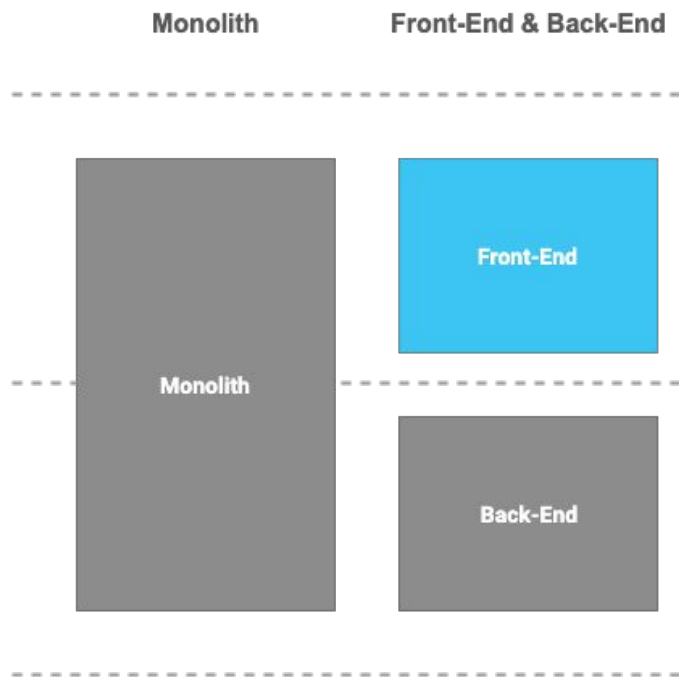 Monolith
Front-End & Back-End
Front-End
Monolith
Back-End